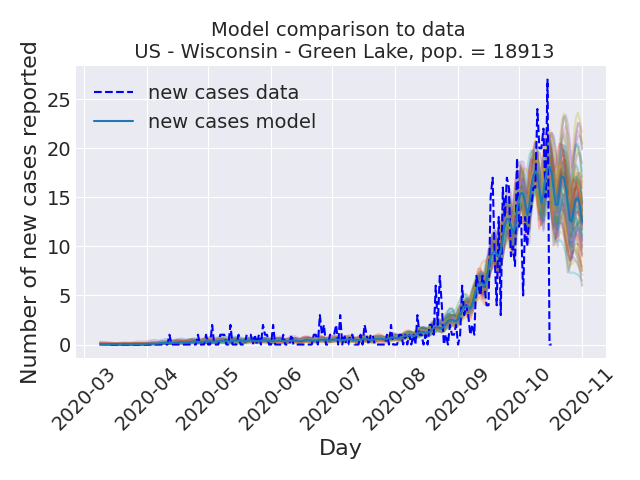 Model comparison to data
US - Wisconsin - Green Lake, pop. = 18913
Number of new cases reported
25
20
15
10
5
0
new cases data
new cases model
2020-03
2020-04
2020-05
2020-06
2020-07
2020-08
2020-09
2020-10
2020-11
Day